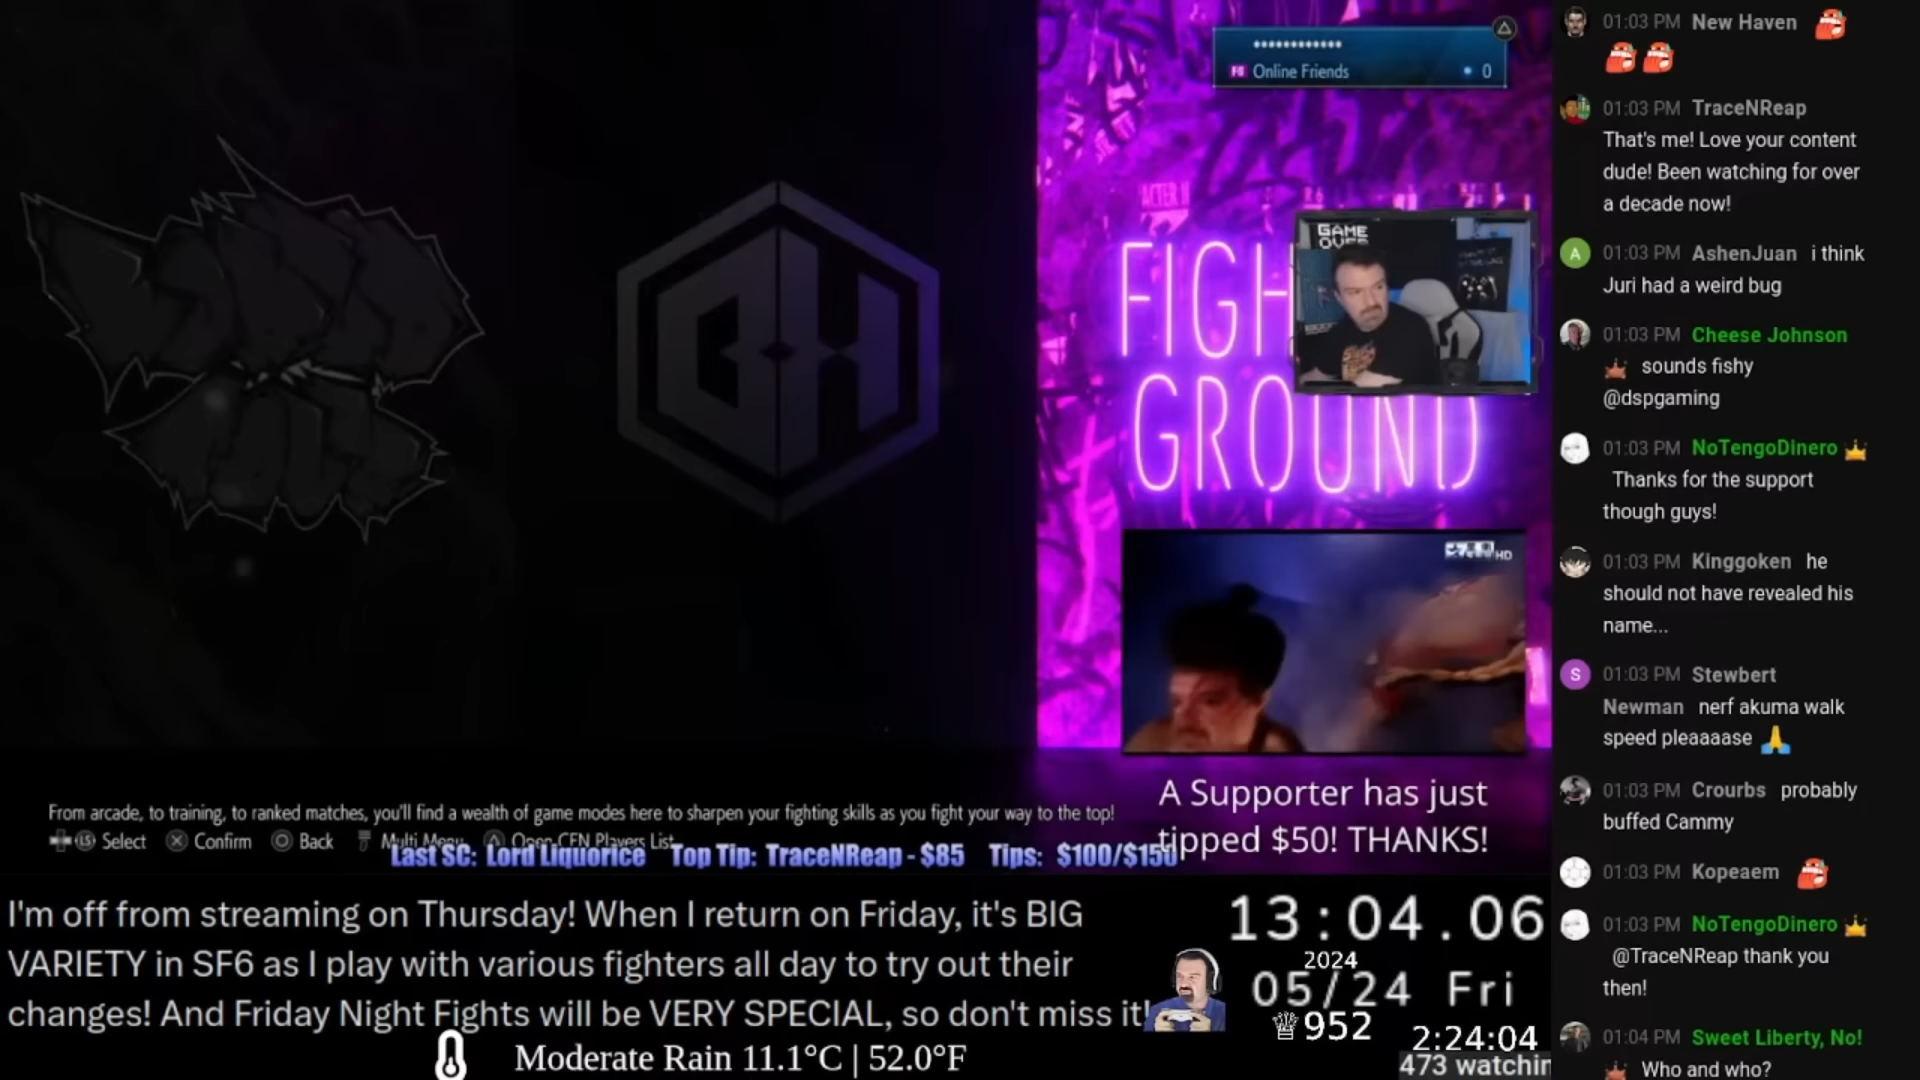 Online Friends
0
FIGH
GROUND
GAME
OVER
HD
A Supporter has just
tipped $50! THANKS!
From arcade, to training, to ranked matches, you'll find a wealth of game modes here to sharpen your fighting skills as you fight your way to the top!
LS Select Confirm Back Multi Menu Open CFN Players List
Last SC: Lord Liquorice Top Tip: TraceNReap - $85 Tips: $100/$150
I'm off from streaming on Thursday! When I return on Friday, it's BIG
VARIETY in SF6 as I play with various fighters all day to try out their
changes! And Friday Night Fights will be VERY SPECIAL, so don't miss it!
Moderate Rain 11.1°C | 52.0°F
13:04.06
2024
05/24 Fri
952
2:24:04
473 watchin
01:03 PM New Haven
01:03 PM TraceNReap
That's me! Love your content
dude! Been watching for over
a decade now!
A 01:03 PM AshenJuan i think
Juri had a weird bug
01:03 PM Cheese Johnson
sounds fishy
@dspgaming
01:03 PM NoTengoDinero
Thanks for the support
though guys!
01:03 PM Kinggoken he
should not have revealed his
name...
S 01:03 PM Stewbert
Newman nerf akuma walk
speed pleaaaase
01:03 PM Crourbs probably
buffed Cammy
01:03 PM Kopeaem
01:03 PM NoTengoDinero
@TraceNReap thank you
then!
01:04 PM Sweet Liberty, No!
Who and who?